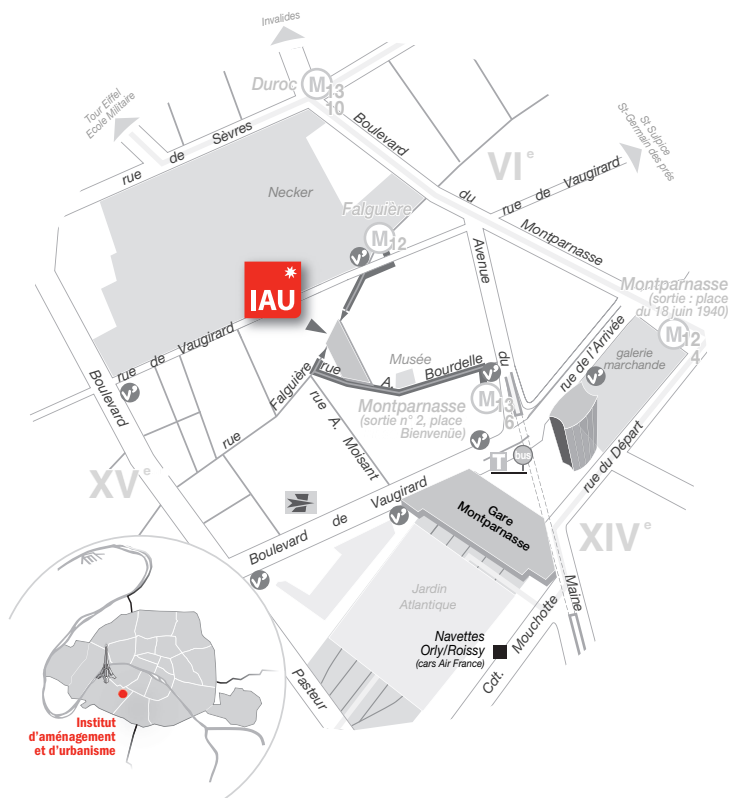 Invalides
Duroc M 13
10
Tour Eiffel
Ecole Militaire
rue de Sèvres
Boulevard du Montparnasse
VI e
St Sulpice
St-Germain des prés
rue de Vaugirard
Necker
Falguière
M 12
Avenue du Maine
IAU
Montparnasse
(sortie : place
du 18 juin 1940)
M 12
4
rue de Vaugirard
rue de l'Arrivée
galerie
marchande
Musée
rue A. Bourdelle
rue Falguière
Montparnasse
(sortie n° 2, place
Bienvenüe)
M 13
6
rue A. Moisant
Boulevard Pasteur
T
bus
rue du Départ
XV e
Boulevard de Vaugirard
Gare
Montparnasse
XIV e
Jardin
Atlantique
Cdt. Mouchotte
Navettes
Orly/Roissy
(cars Air France)
Institut
d'aménagement
et d'urbanisme